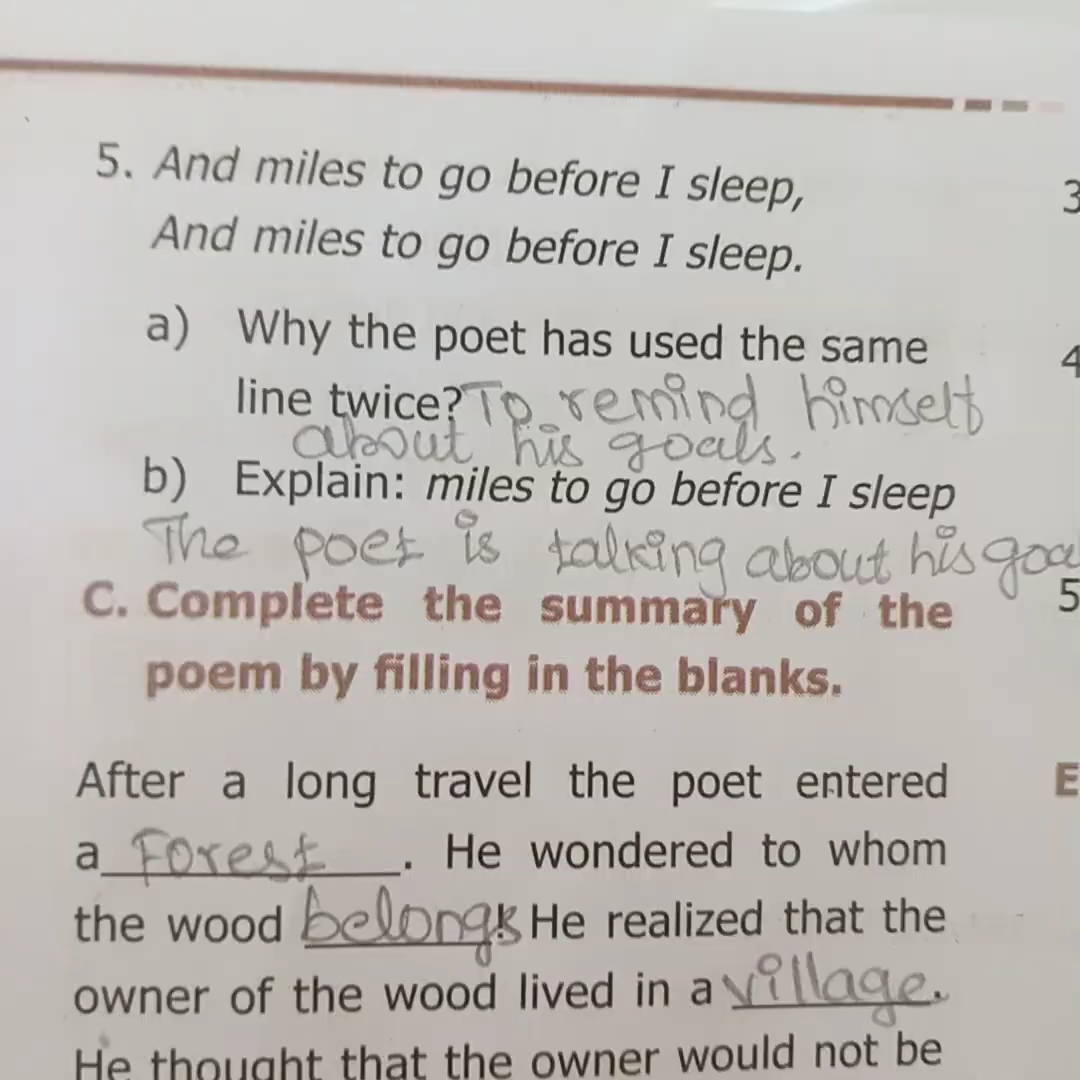 5. And miles to go before I sleep,
And miles to go before I sleep.
a) Why the poet has used the same
line twice? To remind himself
about his goals.
b) Explain: miles to go before I sleep
The poet is talking about his goa
C. Complete the summary of the
poem by filling in the blanks.
After a long travel the poet entered
a Forest. He wondered to whom
the wood belongs. He realized that the
owner of the wood lived in a village.
He thought that the owner would not be
3
4
5
E